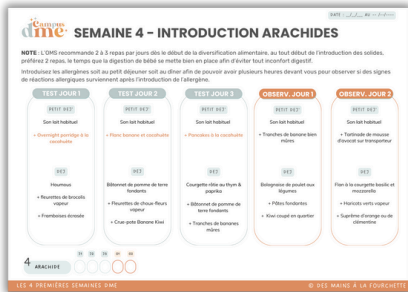 campus
dme
SEMAINE 4 - INTRODUCTION ARACHIDES
NOTE : L'OMS recommande 2 à 3 repas par jours dès le début de la diversification alimentaire, au tout début de l'introduction des solides,
préférez 2 repas, le temps que la digestion de bébé se mette bien en place afin d'éviter tout inconfort digestif.
Introduisez les allergènes soit au petit déjeuner soit au dîner afin de pouvoir avoir plusieurs heures devant vous pour observer si des signes
de réactions allergiques surviennent après l'introduction de l'allergène.
TEST JOUR 1
PETIT DEJ'
Son lait habituel
+ Overnight porridge à la
cacahuète
DEJ
Houmous
+ fleurettes de brocolis
vapeur
+ Framboises écrasée
TEST JOUR 2
PETIT DEJ'
Son lait habituel
+ Flanc banane et cacahuète
DEJ
Bâtonnet de pomme de terre
fondants
+ Fleurettes de choux-fleurs
vapeur
+ Crue-pote Banane Kiwi
TEST JOUR 3
PETIT DEJ'
Son lait habituel
+ Pancakes à la cacahuète
DEJ
Courgette rôtie au thym &
paprika
+ Bâtonnet de pomme de
terre fondants
+ Tranches de bananes
mûres
OBSERV. JOUR 1
PETIT DEJ'
Son lait habituel
+ Tranches de banane bien
mûres
DEJ
Bolognaise de poulet aux
légumes
+ Pâtes fondantes
+ Kiwi coupé en quartier
OBSERV. JOUR 2
PETIT DEJ'
Son lait habituel
+ Tartinade de mousse
d'avocat sur transporteur
DEJ
Flan à la courgette basilic et
mozzarella
+ Haricots verts vapeur
+ Suprême d'orange ou de
clémentine
4 ARACHIDE
LES 4 PREMIÈRES SEMAINES DME
© DES MAINS À LA FOURCHETTE